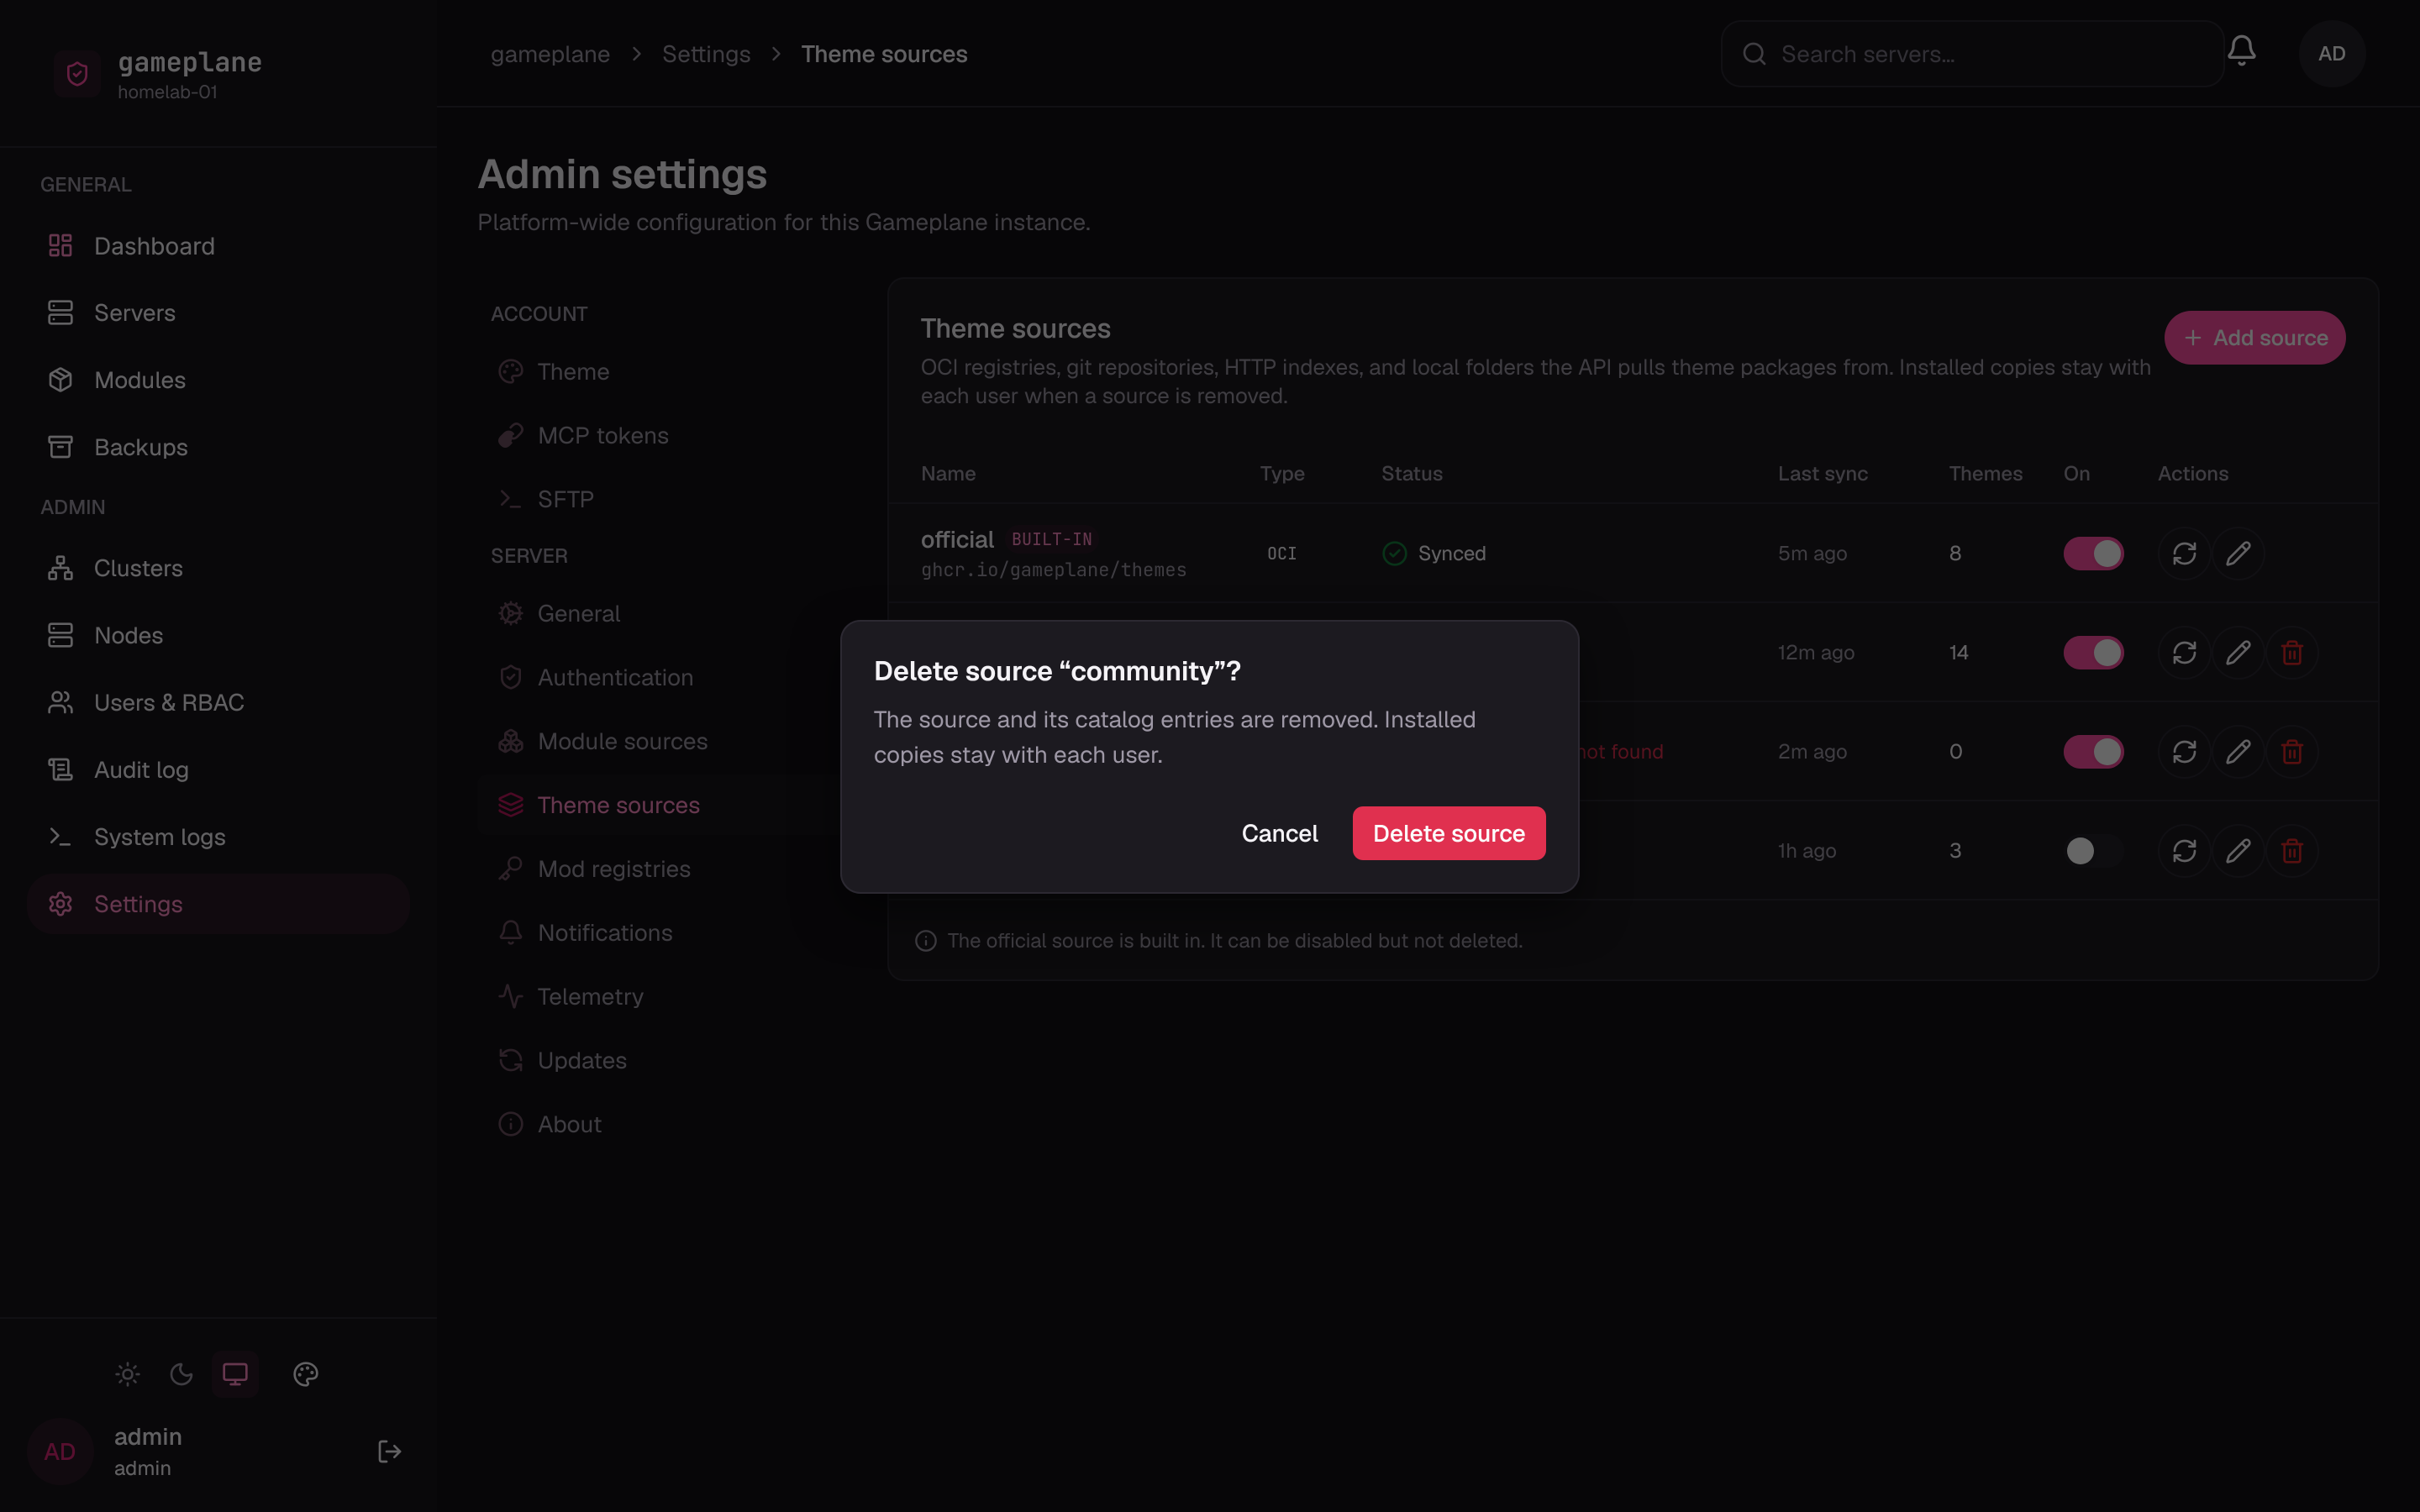 gameplane
homelab-01
GENERAL
Dashboard
Servers
Modules
Backups
ADMIN
Clusters
Nodes
Users & RBAC
Audit log
System logs
Settings
AD
admin
admin
gameplane > Settings > Theme sources
Search servers...
AD
Admin settings
Platform-wide configuration for this Gameplane instance.
ACCOUNT
Theme
MCP tokens
SFTP
SERVER
General
Authentication
Module sources
Theme sources
Mod registries
Notifications
Telemetry
Updates
About
Theme sources
Add source
OCI registries, git repositories, HTTP indexes, and local folders the API pulls theme packages from. Installed copies stay with
each user when a source is removed.
Name Type Status Last sync Themes On Actions
official BUILT-IN
ghcr.io/gameplane/themes
OCI Synced 5m ago 8
12m ago 14
not found 2m ago 0
1h ago 3
The official source is built in. It can be disabled but not deleted.
Delete source “community”?
The source and its catalog entries are removed. Installed
copies stay with each user.
Cancel Delete source